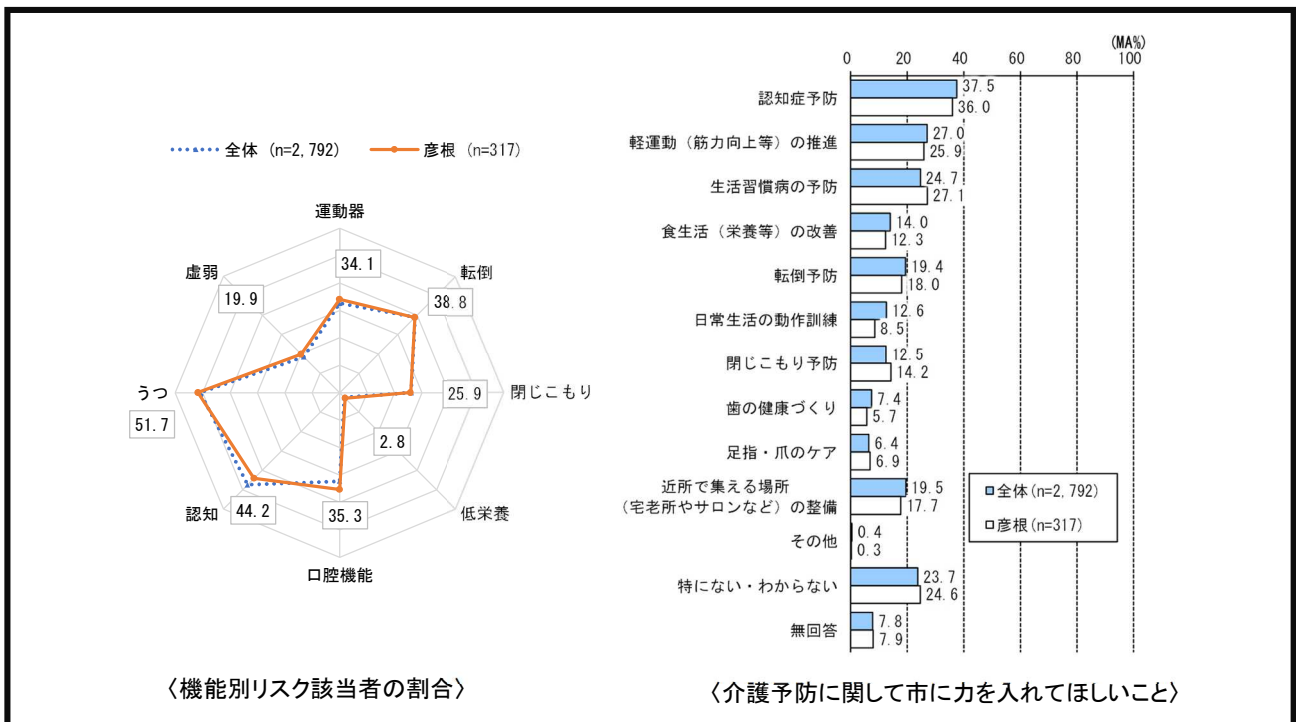 全体 (n=2,792) 彦根 (n=317)
運動器
34.1
転倒
38.8
閉じこもり
25.9
低栄養
2.8
口腔機能
35.3
認知
44.2
うつ
51.7
虚弱
19.9
〈機能別リスク該当者の割合〉
(MA%)
0 20 40 60 80 100
認知症予防 37.5
36.0
軽運動（筋力向上等）の推進 27.0
25.9
生活習慣病の予防 24.7
27.1
食生活（栄養等）の改善 14.0
12.3
転倒予防 19.4
18.0
日常生活の動作訓練 12.6
8.5
閉じこもり予防 12.5
14.2
歯の健康づくり 7.4
5.7
足指・爪のケア 6.4
6.9
近所で集える場所
（宅老所やサロンなど）の整備 19.5
17.7
その他 0.4
0.3
特にない・わからない 23.7
24.6
無回答 7.8
7.9
全体(n=2,792)
彦根(n=317)
〈介護予防に関して市に力を入れてほしいこと〉